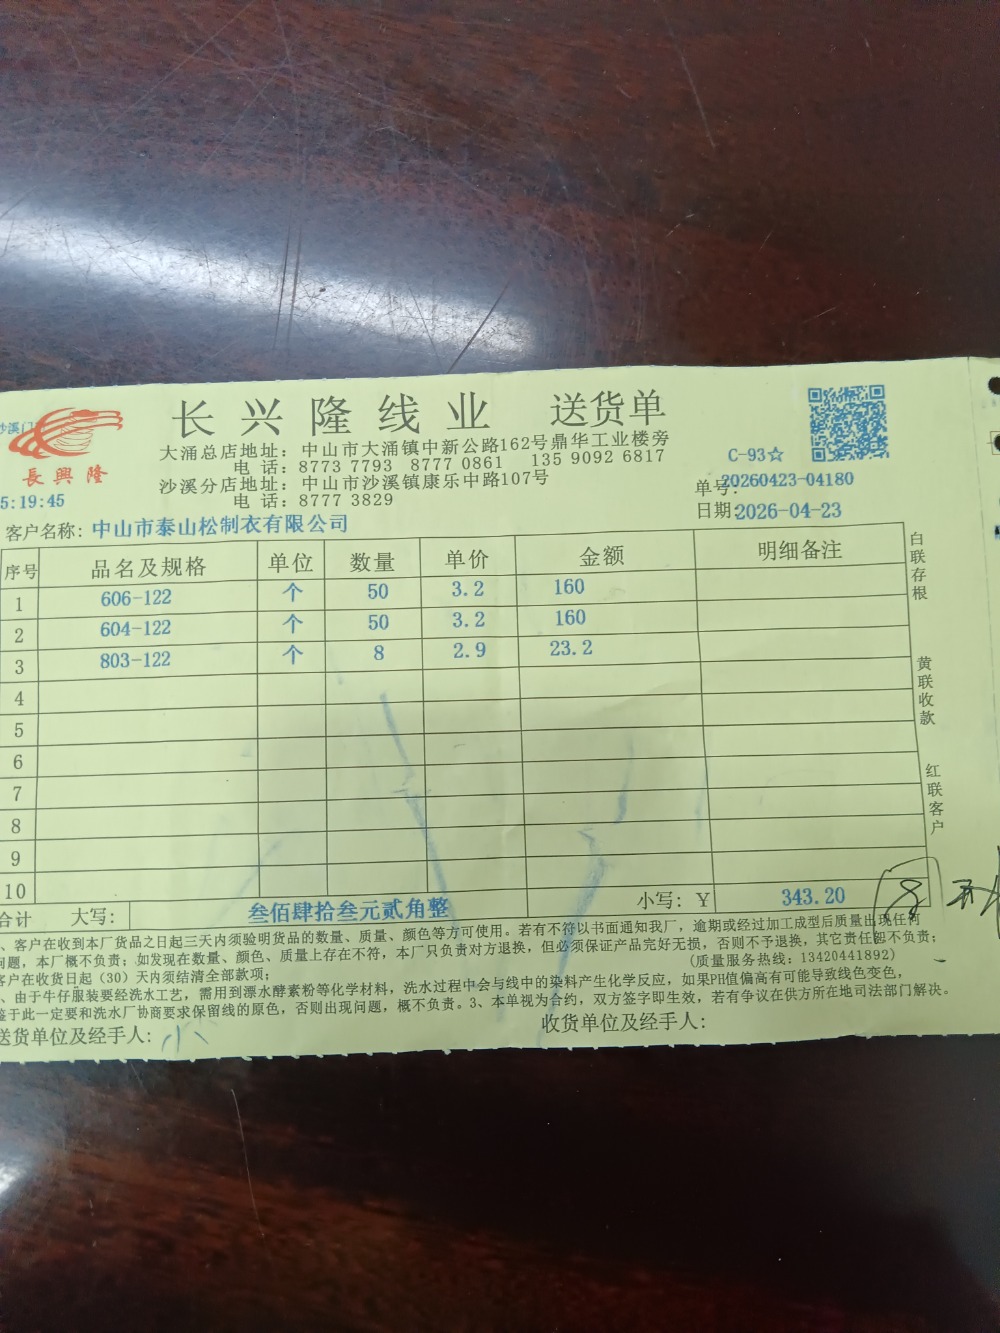 长兴隆线业 送货单
長興隆
大涌总店地址：中山市大涌镇中新公路162号鼎华工业楼旁
电 话：8773 7793 8777 0861 135 9092 6817
沙溪分店地址：中山市沙溪镇康乐中路107号
电 话：8777 3829
C-93☆
单号：20260423-04180
日期：2026-04-23
5:19:45
客户名称：中山市泰山松制衣有限公司
序号 品名及规格 单位 数量 单价 金额 明细备注
1 606-122 个 50 3.2 160
2 604-122 个 50 3.2 160
3 803-122 个 8 2.9 23.2
4
5
6
7
8
9
10
合计 大写：叁佰肆拾叁元贰角整 小写：￥ 343.20
白联存根
黄联收款
红联客户
、客户在收到本厂货品之日起三天内须验明货品的数量、质量、颜色等方可使用。若有不符以书面通知我厂，逾期或经过加工成型后质量出现任何
问题，本厂概不负责；如发现在数量、颜色、质量上存在不符，本厂只负责对方退换，但必须保证产品完好无损，否则不予退换，其它责任即不负责；
客户在收货日起（30）天内须结清全部款项； (质量服务热线：13420441892)
、由于牛仔服装要经洗水工艺，需用到漂水酵素粉等化学材料，洗水过程中会与线中的染料产生化学反应，如果PH值偏高有可能导致线色变色，
鉴于此一定要和洗水厂协商要求保留线的原色，否则出现问题，概不负责。3、本单视为合约，双方签字即生效，若有争议在供方所在地司法部门解决。
送货单位及经手人： 收货单位及经手人：